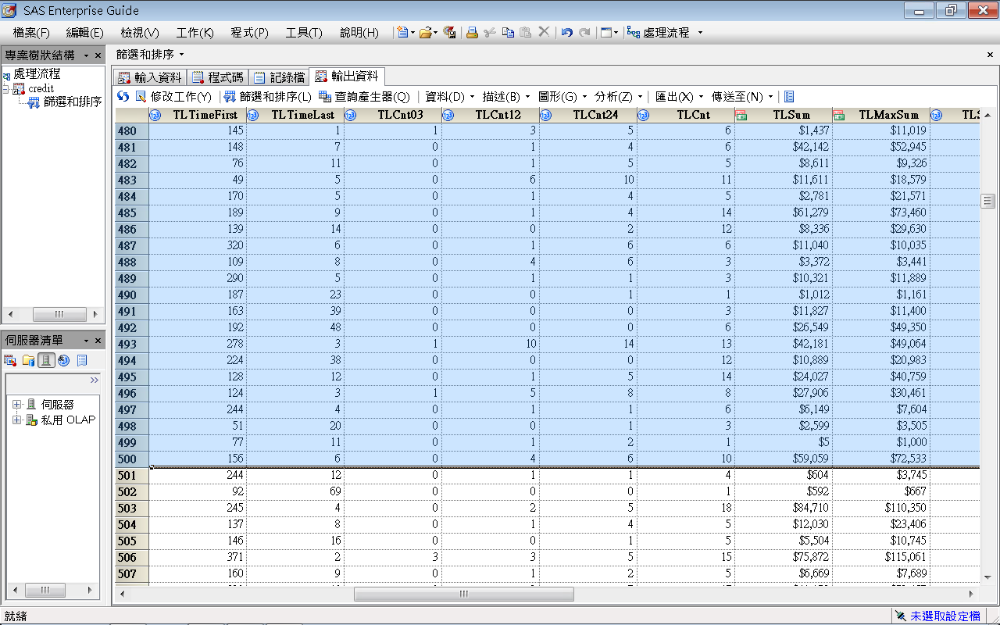 SAS Enterprise Guide
檔案(F) 編輯(E) 檢視(V) 工作(K) 程式(P) 工具(T) 說明(H) 處理流程
專案樹狀結構
處理流程
credit
篩選和排序
伺服器清單
伺服器
私用 OLAP
篩選和排序
輸入資料 程式碼 記錄檔 輸出資料
修改工作(Y) 篩選和排序(L) 查詢產生器(Q) 資料(D) 描述(B) 圖形(C) 分析(Z) 匯出(X) 傳送至(N)
TLTimeFirst TLTimeLast TLCnt03 TLCnt12 TLCnt24 TLCnt TLSum TLMaxSum
480 145 1 1 3 5 6 $1,437 $11,019
481 148 7 0 1 4 6 $42,142 $52,945
482 76 11 0 1 5 5 $8,611 $9,326
483 49 5 0 6 10 11 $11,611 $18,579
484 170 5 0 1 4 5 $2,781 $21,571
485 189 9 0 1 4 14 $61,279 $73,460
486 139 14 0 0 2 12 $8,336 $29,630
487 320 6 0 1 6 6 $11,040 $10,035
488 109 8 0 4 6 3 $3,372 $3,441
489 290 5 0 1 1 3 $10,321 $11,889
490 187 23 0 0 1 1 $1,012 $1,161
491 163 39 0 0 0 3 $11,827 $11,400
492 192 48 0 0 0 6 $26,549 $49,350
493 278 3 1 10 14 13 $42,181 $49,064
494 224 38 0 0 0 12 $10,889 $20,983
495 128 12 0 1 5 14 $24,027 $40,759
496 124 3 1 5 8 8 $27,906 $30,461
497 244 4 0 1 1 6 $6,149 $7,604
498 51 20 0 0 1 3 $2,599 $3,505
499 77 11 0 1 2 1 $5 $1,000
500 156 6 0 4 6 10 $59,059 $72,533
501 244 12 0 1 1 4 $604 $3,745
502 92 69 0 0 0 1 $592 $667
503 245 4 0 2 5 18 $84,710 $110,350
504 137 8 0 1 4 5 $12,030 $23,406
505 146 16 0 0 1 5 $5,504 $10,745
506 371 2 3 3 5 15 $75,872 $115,061
507 160 9 0 1 2 5 $6,669 $7,689
就緒
未選取設定檔